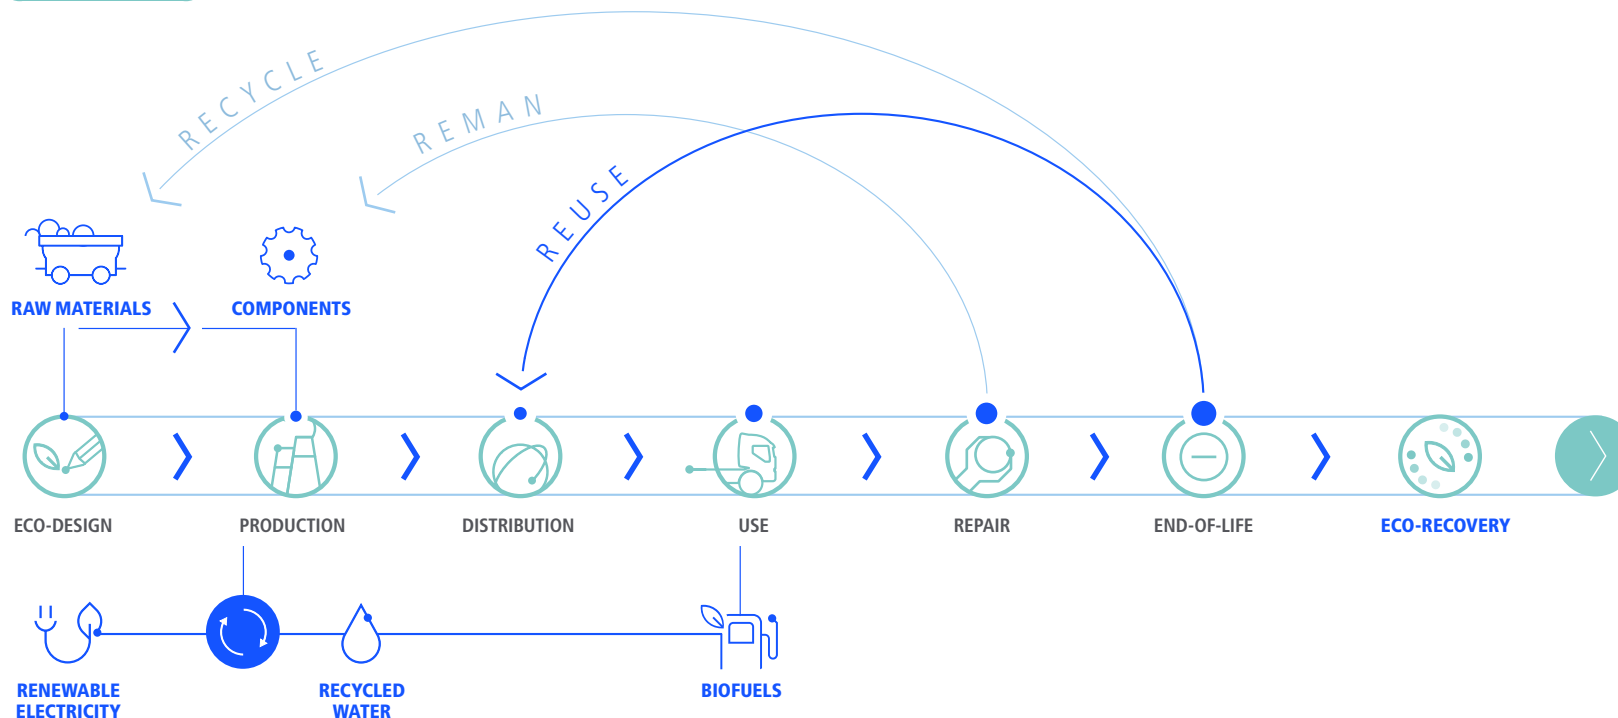 RECYCLE
REMAN
REUSE
RAW MATERIALS
COMPONENTS
ECO-DESIGN
PRODUCTION
DISTRIBUTION
USE
REPAIR
END-OF-LIFE
ECO-RECOVERY
RENEWABLE
ELECTRICITY
RECYCLED
WATER
BIOFUELS